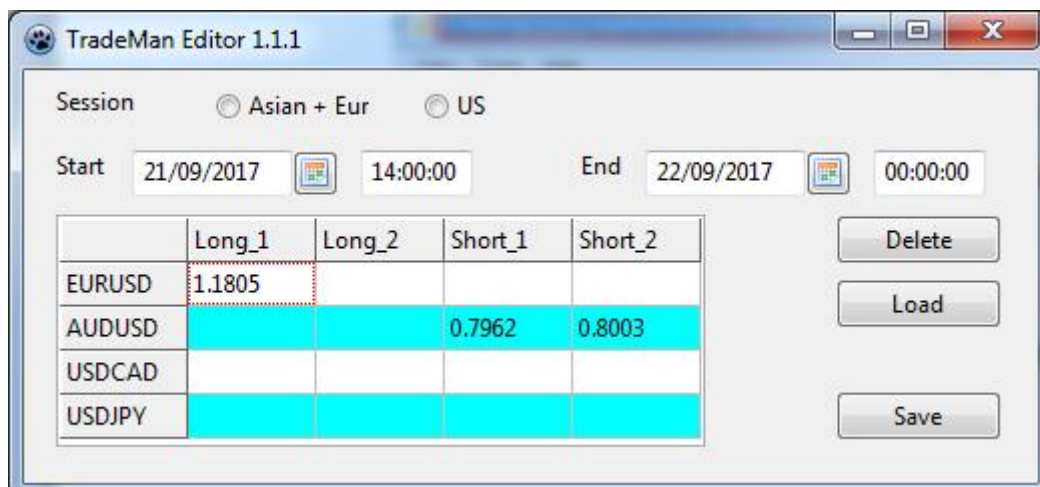 TradeMan Editor 1.1.1
Session Asian + Eur US
Start 21/09/2017 14:00:00 End 22/09/2017 00:00:00
Long_1 Long_2 Short_1 Short_2 Delete
EURUSD 1.1805
Load
AUDUSD 0.7962 0.8003
USDCAD
USDJPY Save